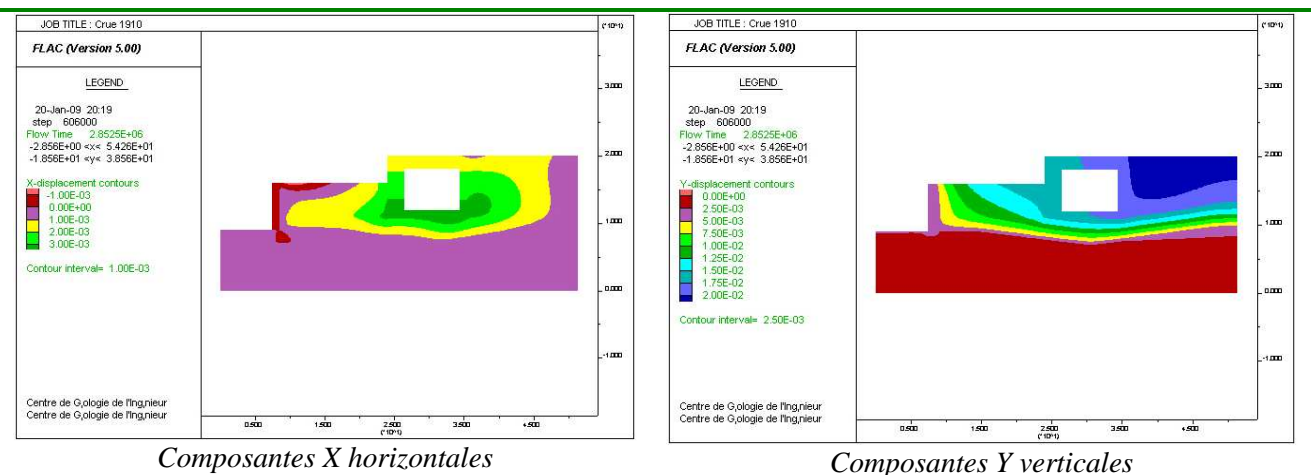 JOB TITLE : Crue 1910
(*10^1)
FLAC (Version 5.00)
LEGEND
20-Jan-09 20:19
step 606000
Flow Time 2.8525E+06
-2.856E+00 <x< 5.426E+01
-1.856E+01 <y< 3.856E+01
X-displacement contours
-1.00E-03
0.00E+00
1.00E-03
2.00E-03
3.00E-03
Contour interval= 1.00E-03
Centre de G,ologie de l'Ing,nieur
Centre de G,ologie de l'Ing,nieur
3.000
2.000
1.000
0.000
-1.000
0.500
1.500
2.500
3.500
4.500
(*10^1)
Composantes X horizontales
JOB TITLE : Crue 1910
(*10^1)
FLAC (Version 5.00)
LEGEND
20-Jan-09 20:19
step 606000
Flow Time 2.8525E+06
-2.856E+00 <x< 5.426E+01
-1.856E+01 <y< 3.856E+01
Y-displacement contours
0.00E+00
2.50E-03
5.00E-03
7.50E-03
1.00E-02
1.25E-02
1.50E-02
1.75E-02
2.00E-02
Contour interval= 2.50E-03
Centre de G,ologie de l'Ing,nieur
Centre de G,ologie de l'Ing,nieur
3.000
2.000
1.000
0.000
-1.000
0.500
1.500
2.500
3.500
4.500
(*10^1)
Composantes Y verticales